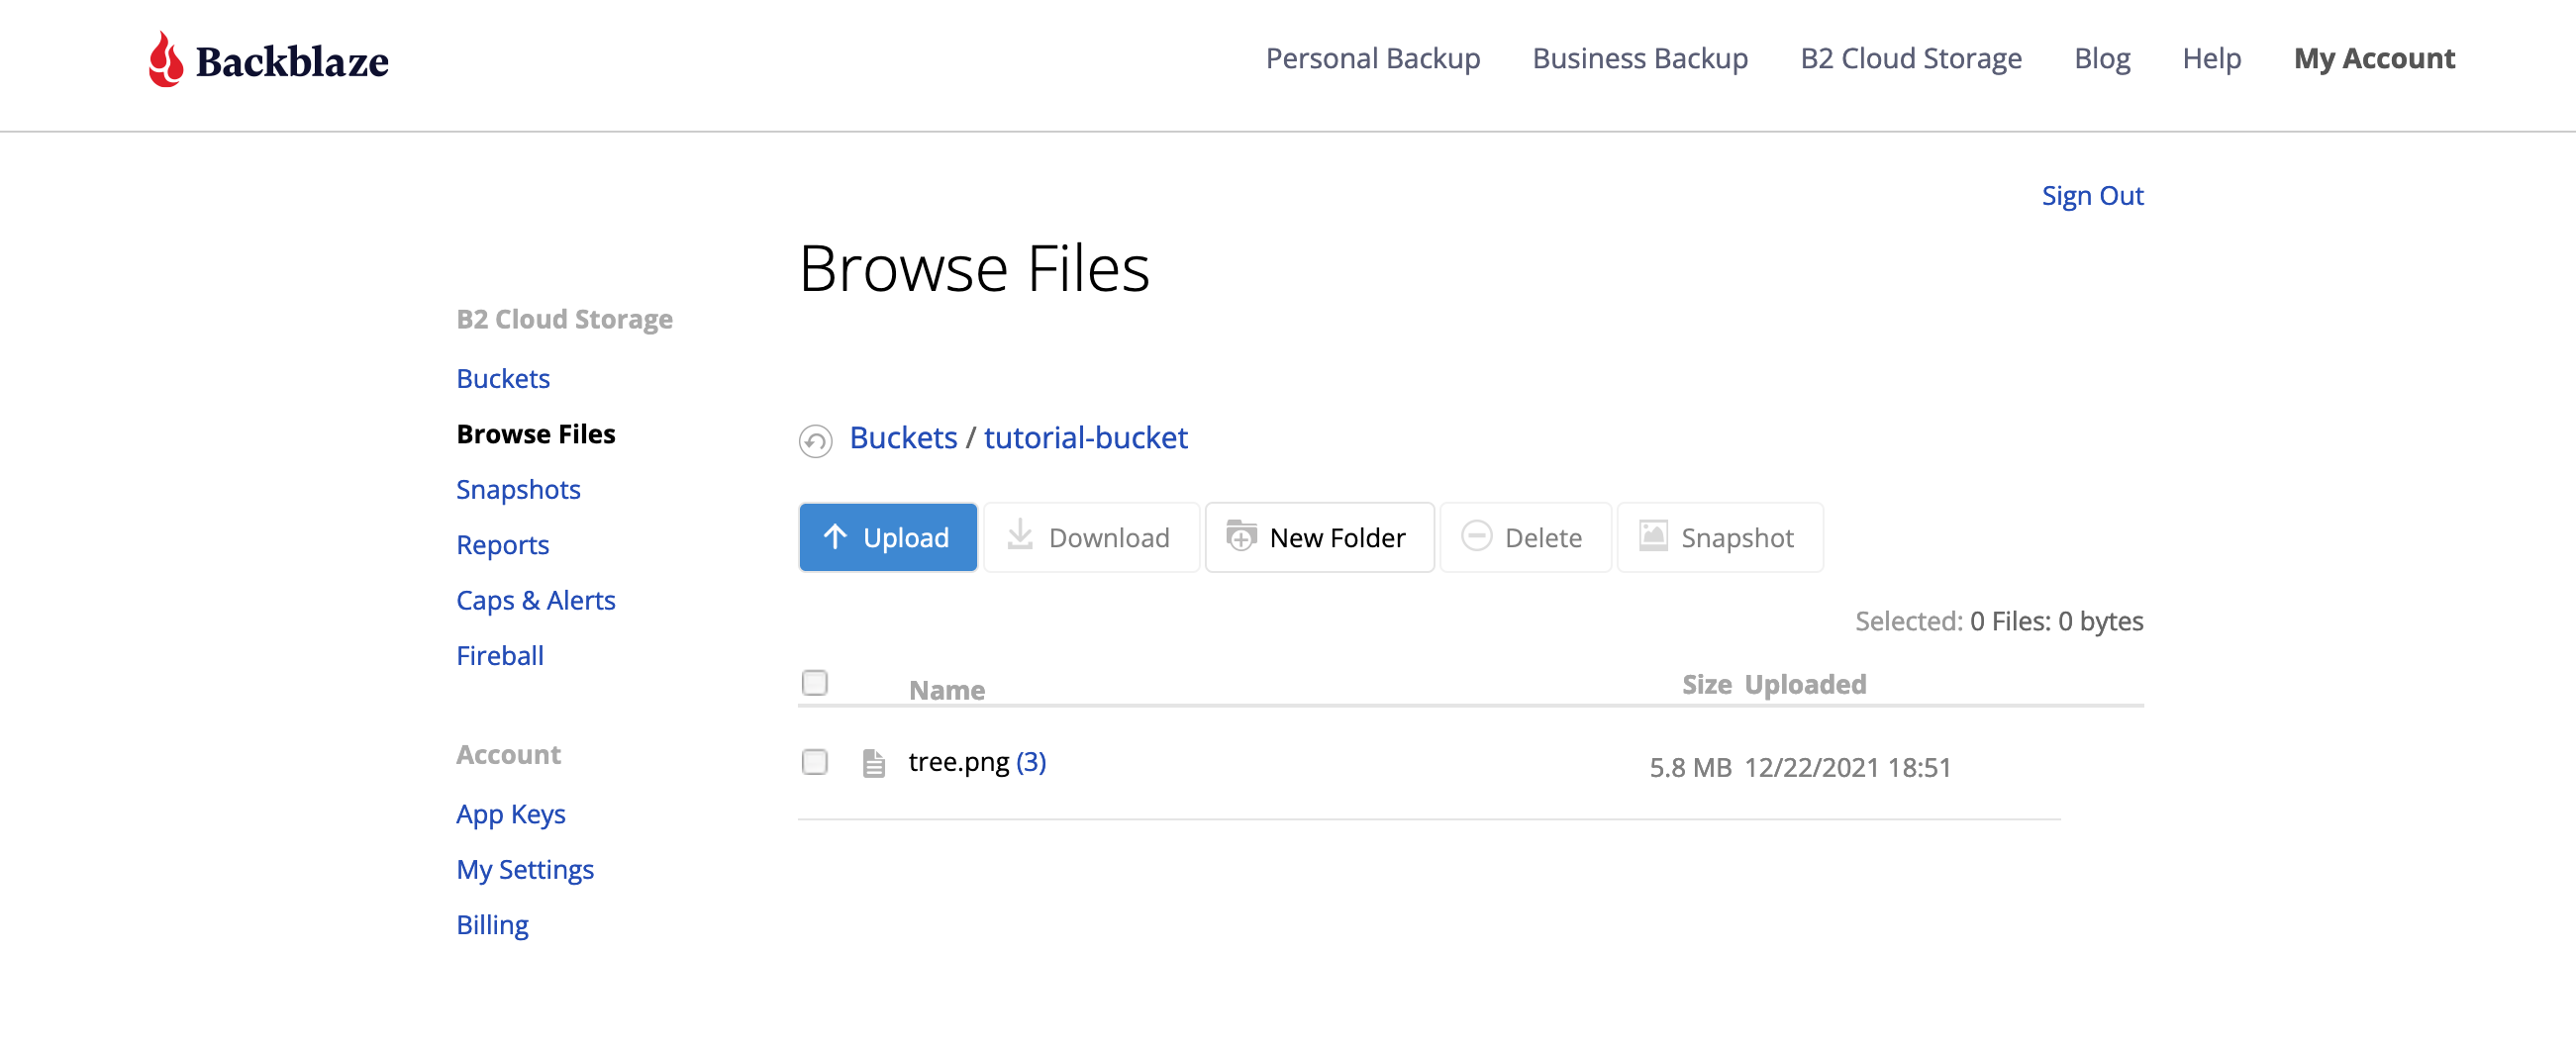 Backblaze
Personal Backup Business Backup B2 Cloud Storage Blog Help My Account
Sign Out
Browse Files
B2 Cloud Storage
Buckets
Browse Files
Snapshots
Reports
Caps & Alerts
Fireball
Account
App Keys
My Settings
Billing
Buckets / tutorial-bucket
Upload Download New Folder Delete Snapshot
Selected: 0 Files: 0 bytes
Name Size Uploaded
tree.png (3) 5.8 MB 12/22/2021 18:51